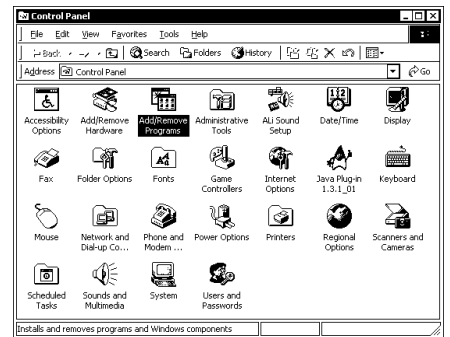 Control Panel
File Edit View Favorites Tools Help
Back Search Folders History
Address Control Panel Go
Accessibility Options
Add/Remove Hardware
Add/Remove Programs
Administrative Tools
ALi Sound Setup
Date/Time
Display
Fax
Folder Options
Fonts
Game Controllers
Internet Options
Java Plug-in 1.3.1_01
Keyboard
Mouse
Network and Dial-up Co...
Phone and Modem ...
Power Options
Printers
Regional Options
Scanners and Cameras
Scheduled Tasks
Sounds and Multimedia
System
Users and Passwords
Installs and removes programs and Windows components